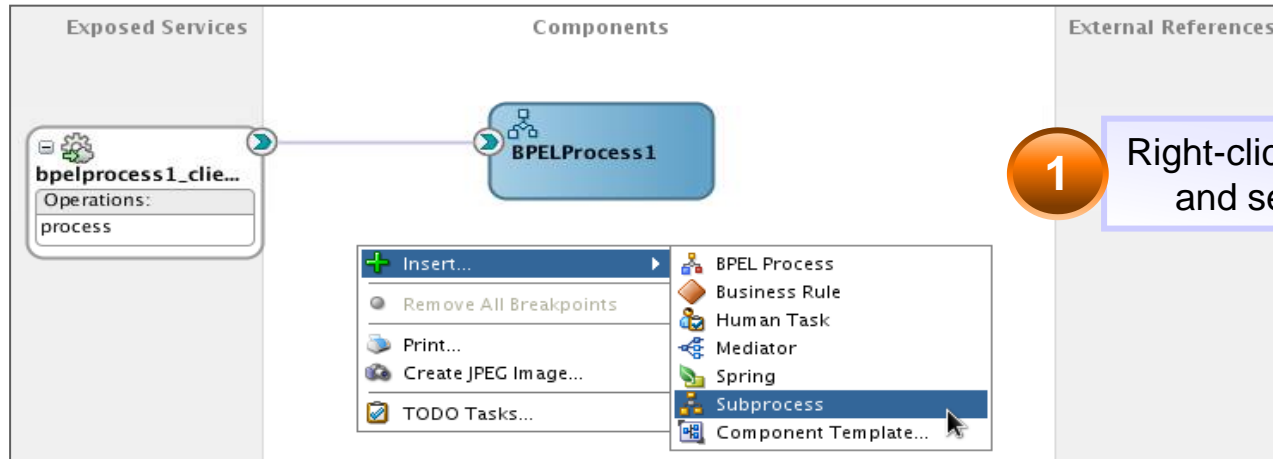 Exposed Services
Components
External References
bpelprocess1_clie...
Operations:
process
BPELProcess1
1
Right-clic
and se
Insert...
Remove All Breakpoints
Print...
Create JPEG Image...
TODO Tasks...
BPEL Process
Business Rule
Human Task
Mediator
Spring
Subprocess
Component Template...